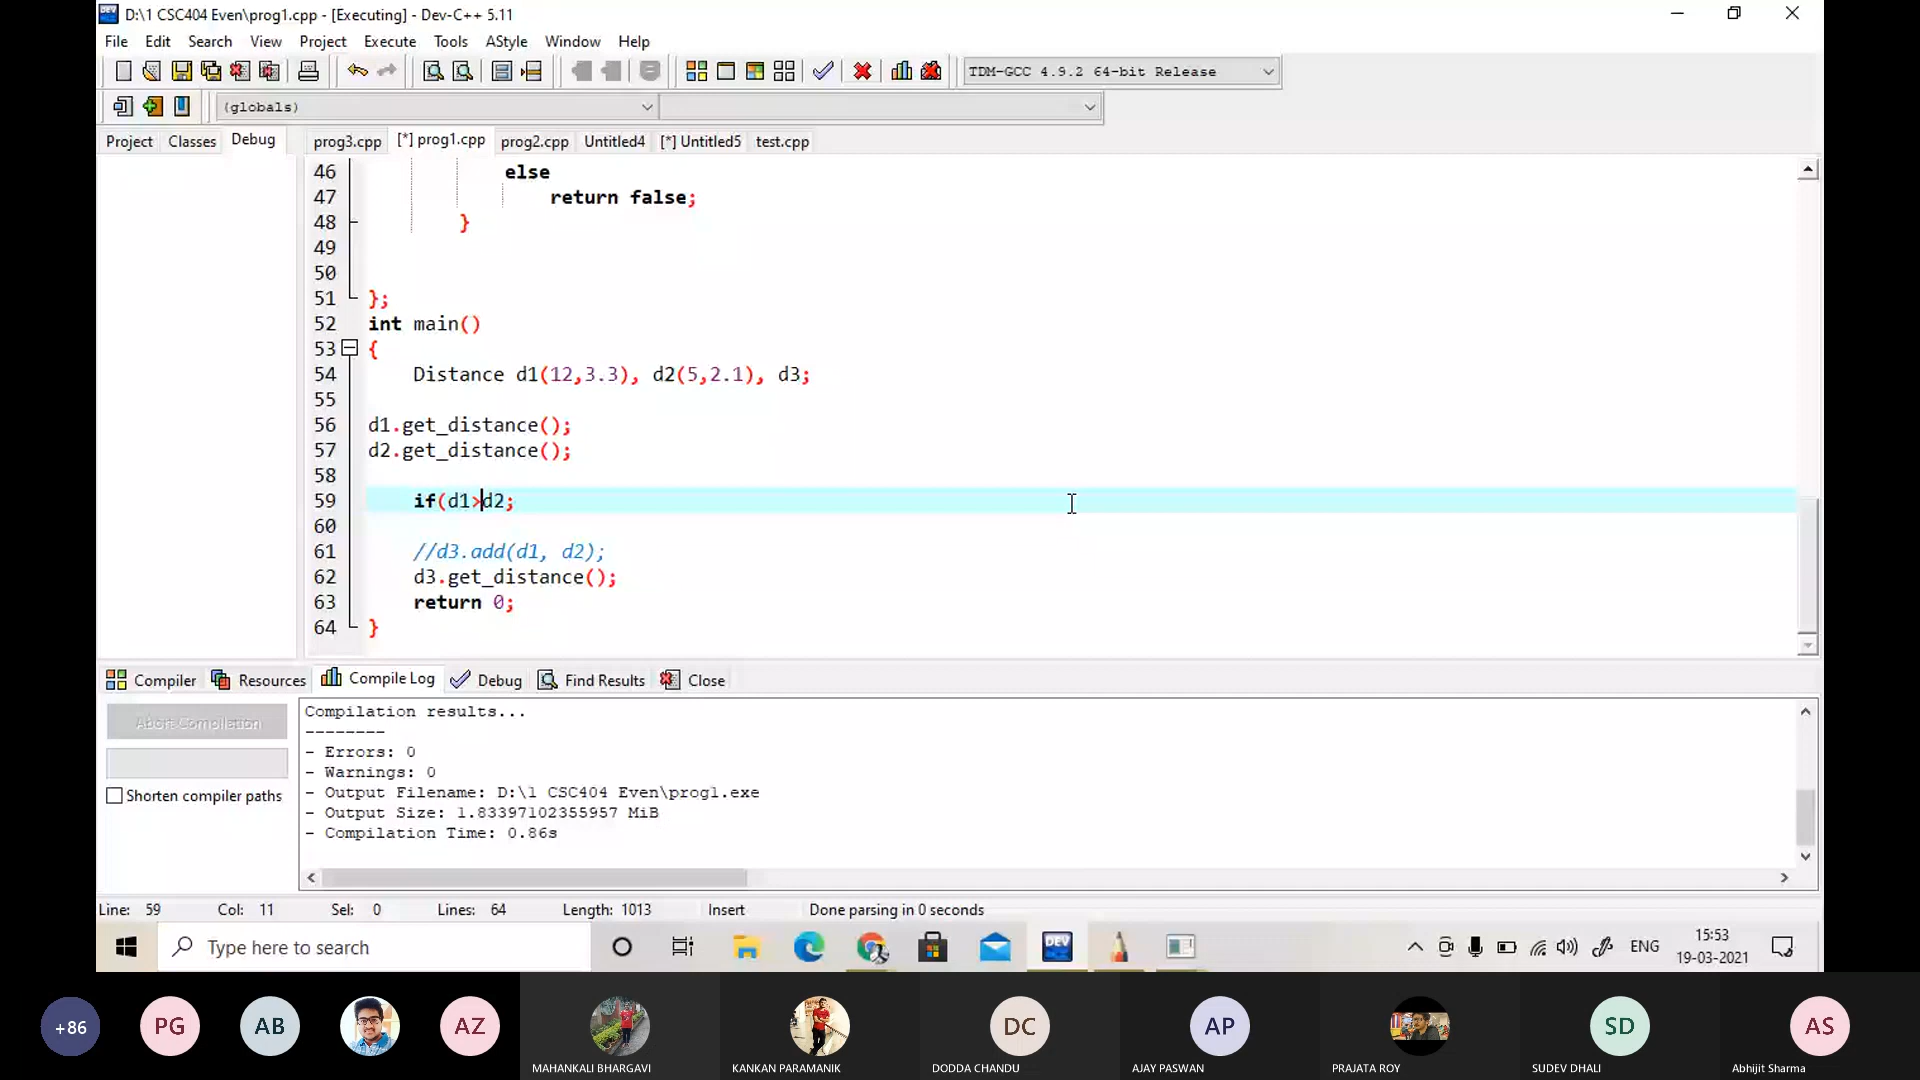 D:\1 CSC404 Even\prog1.cpp - [Executing] - Dev-C++ 5.11
File Edit Search View Project Execute Tools AStyle Window Help
TDM-GCC 4.9.2 64-bit Release
(globals)
Project Classes Debug prog3.cpp [*] prog1.cpp prog2.cpp Untitled4 [*] Untitled5 test.cpp
46 else
47 return false;
48 }
49
50
51 };
52 int main()
53 {
54 Distance d1(12,3.3), d2(5,2.1), d3;
55
56 d1.get_distance();
57 d2.get_distance();
58
59 if(d1>d2;
60
61 //d3.add(d1, d2);
62 d3.get_distance();
63 return 0;
64 }
Compiler Resources Compile Log Debug Find Results Close
Abort Compilation
Shorten compiler paths
Compilation results...
--------
- Errors: 0
- Warnings: 0
- Output Filename: D:\1 CSC404 Even\prog1.exe
- Output Size: 1.83397102355957 MiB
- Compilation Time: 0.86s
Line: 59 Col: 11 Sel: 0 Lines: 64 Length: 1013 Insert Done parsing in 0 seconds
Type here to search
DEV
ENG
15:53
19-03-2021
+86 PG AB AZ DC AP SD AS
MAHANKALI BHARGAVI KANKAN PARAMANIK DODDA CHANDU AJAY PASWAN PRAJATA ROY SUDEV DHALI Abhijit Sharma